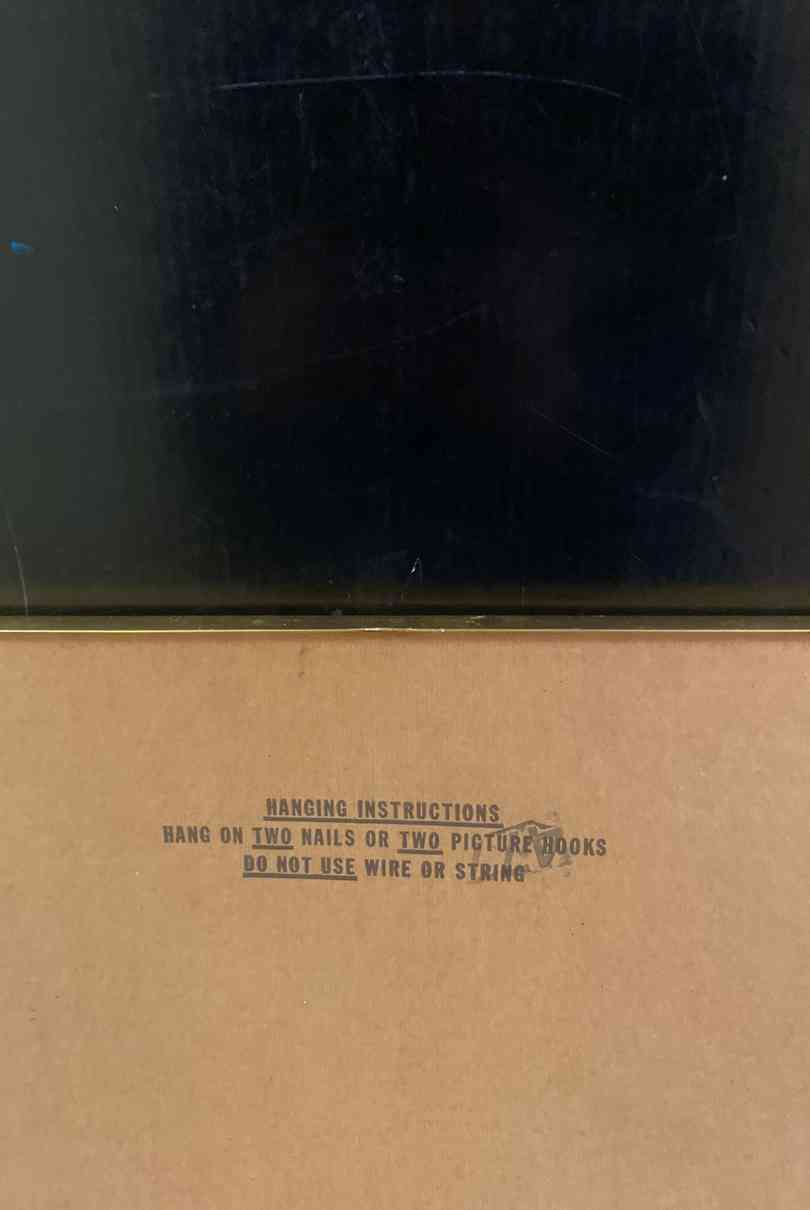 HANGING INSTRUCTIONS
HANG ON TWO NAILS OR TWO PICTURE HOOKS
DO NOT USE WIRE OR STRING